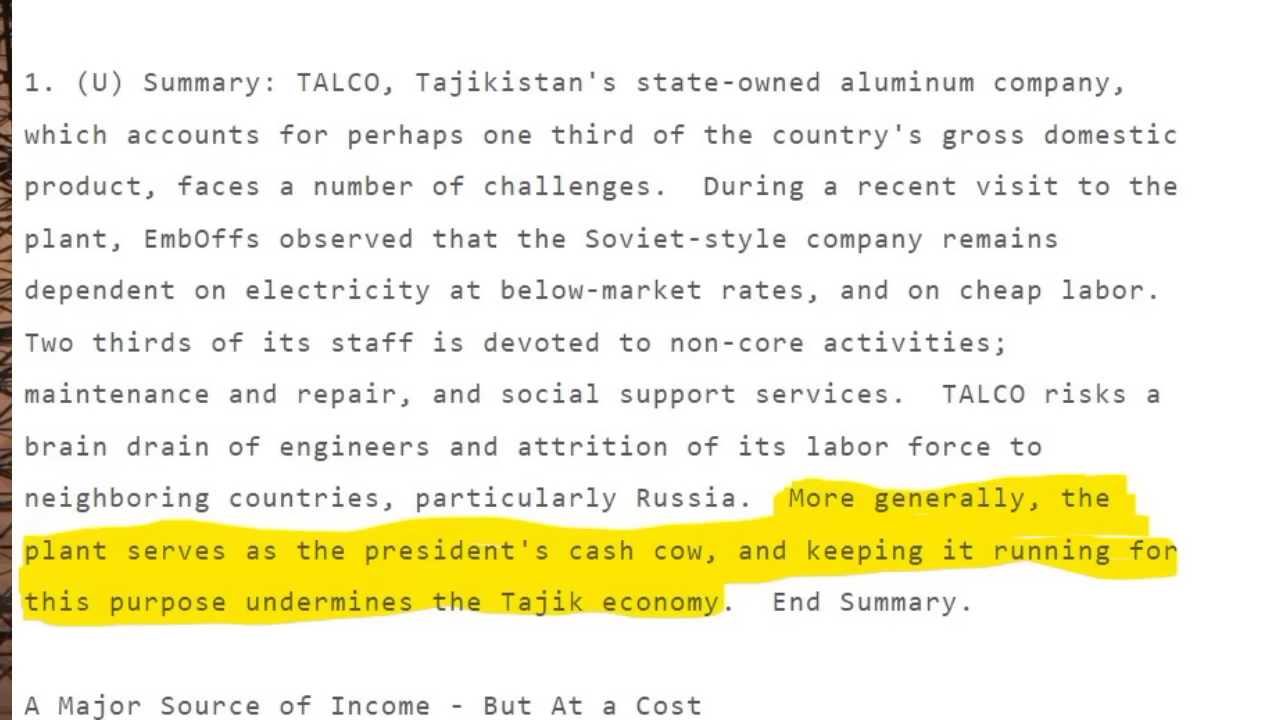 1. (U) Summary: TALCO, Tajikistan's state-owned aluminum company,
which accounts for perhaps one third of the country's gross domestic
product, faces a number of challenges.  During a recent visit to the
plant, EmbOffs observed that the Soviet-style company remains
dependent on electricity at below-market rates, and on cheap labor.
Two thirds of its staff is devoted to non-core activities;
maintenance and repair, and social support services.  TALCO risks a
brain drain of engineers and attrition of its labor force to
neighboring countries, particularly Russia.  More generally, the
plant serves as the president's cash cow, and keeping it running for
this purpose undermines the Tajik economy.  End Summary.
A Major Source of Income - But At a Cost